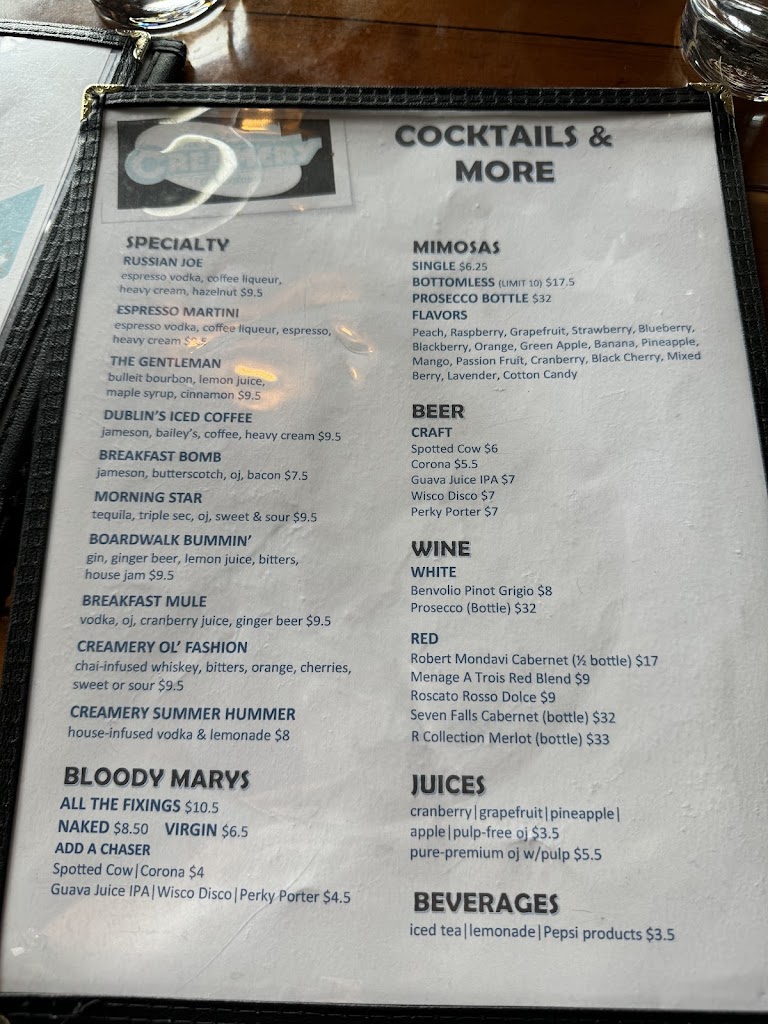 CREAMERY
COCKTAILS &
MORE
SPECIALTY
RUSSIAN JOE
espresso vodka, coffee liqueur,
heavy cream, hazelnut $9.5
ESPRESSO MARTINI
espresso vodka, coffee liqueur, espresso,
heavy cream
THE GENTLEMAN
bulleit bourbon, lemon juice,
maple syrup, cinnamon $9.5
DUBLIN'S ICED COFFEE
jameson, bailey's, coffee, heavy cream $9.5
BREAKFAST BOMB
jameson, butterscotch, oj, bacon $7.5
MORNING STAR
tequila, triple sec, oj, sweet & sour $9.5
BOARDWALK BUMMIN'
gin, ginger beer, lemon juice, bitters,
house jam $9.5
BREAKFAST MULE
vodka, oj, cranberry juice, ginger beer $9.5
CREAMERY OL' FASHION
chai-infused whiskey, bitters, orange, cherries,
sweet or sour $9.5
CREAMERY SUMMER HUMMER
house-infused vodka & lemonade $8
BLOODY MARYS
ALL THE FIXINGS $10.5
NAKED $8.50 VIRGIN $6.5
ADD A CHASER
Spotted Cow|Corona $4
Guava Juice IPA|Wisco Disco|Perky Porter $4.5
MIMOSAS
SINGLE $6.25
BOTTOMLESS (LIMIT 10) $17.5
PROSECCO BOTTLE $32
FLAVORS
Peach, Raspberry, Grapefruit, Strawberry, Blueberry,
Blackberry, Orange, Green Apple, Banana, Pineapple,
Mango, Passion Fruit, Cranberry, Black Cherry, Mixed
Berry, Lavender, Cotton Candy
BEER
CRAFT
Spotted Cow $6
Corona $5.5
Guava Juice IPA $7
Wisco Disco $7
Perky Porter $7
WINE
WHITE
Benvolio Pinot Grigio $8
Prosecco (Bottle) $32
RED
Robert Mondavi Cabernet (½ bottle) $17
Menage A Trois Red Blend $9
Roscato Rosso Dolce $9
Seven Falls Cabernet (bottle) $32
R Collection Merlot (bottle) $33
JUICES
cranberry|grapefruit|pineapple|
apple|pulp-free oj $3.5
pure-premium oj w/pulp $5.5
BEVERAGES
iced tea|lemonade|Pepsi products $3.5